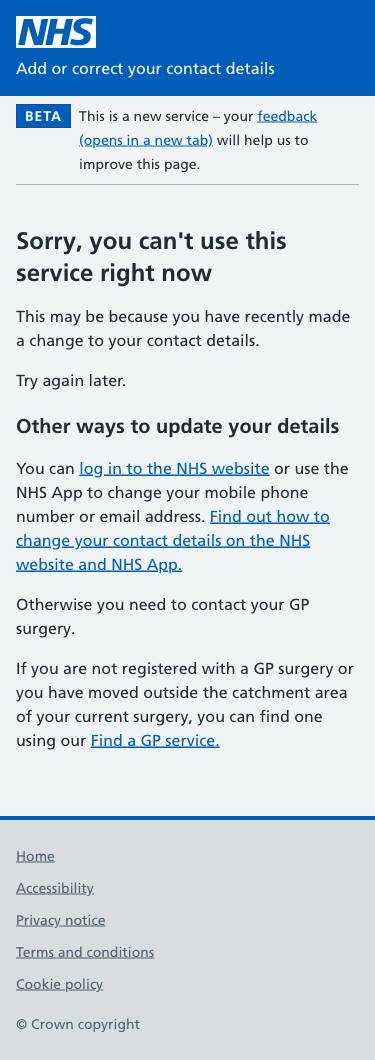 NHS
Add or correct your contact details
BETA
This is a new service – your feedback
(opens in a new tab) will help us to
improve this page.
Sorry, you can't use this
service right now
This may be because you have recently made
a change to your contact details.
Try again later.
Other ways to update your details
You can log in to the NHS website or use the
NHS App to change your mobile phone
number or email address. Find out how to
change your contact details on the NHS
website and NHS App.
Otherwise you need to contact your GP
surgery.
If you are not registered with a GP surgery or
you have moved outside the catchment area
of your current surgery, you can find one
using our Find a GP service.
Home
Accessibility
Privacy notice
Terms and conditions
Cookie policy
© Crown copyright